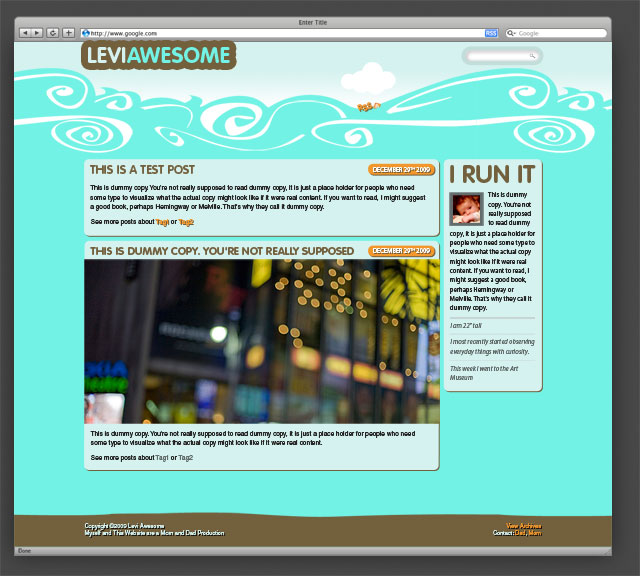 Enter Title
http://www.google.com
RSS
Google
LEVIAWESOME
RSS
THIS IS A TEST POST
DECEMBER 29TH 2009
This is dummy copy. You're not really supposed to read dummy copy, it is just a place holder for people who need
some type to visualize what the actual copy might look like if it were real content. If you want to read, I might suggest
a good book, perhaps Hemingway or Melville. That's why they call it dummy copy.
See more posts about Tag1 or Tag2
THIS IS DUMMY COPY. YOU'RE NOT REALLY SUPPOSED
DECEMBER 29TH 2009
This is dummy copy. You're not really supposed to read dummy copy, it is just a place holder for people who need
some type to visualize what the actual copy might look like if it were real content.
See more posts about Tag1 or Tag2
I RUN IT
This is dummy
copy. You're not
really supposed
to read dummy
copy, it is just a place holder for
people who need some type to
visualize what the actual copy
might look like if it were real
content. If you want to read, I
might suggest a good book,
perhaps Hemingway or
Melville. That's why they call it
dummy copy.
I am 22" tall
I most recently started observing
everyday things with curiosity.
This week I went to the Art
Museum
Copyright ©2009 Levi Awesome
Myself and This Website are a Mom and Dad Production
View Archives
Contact: Dad, Mom
Done